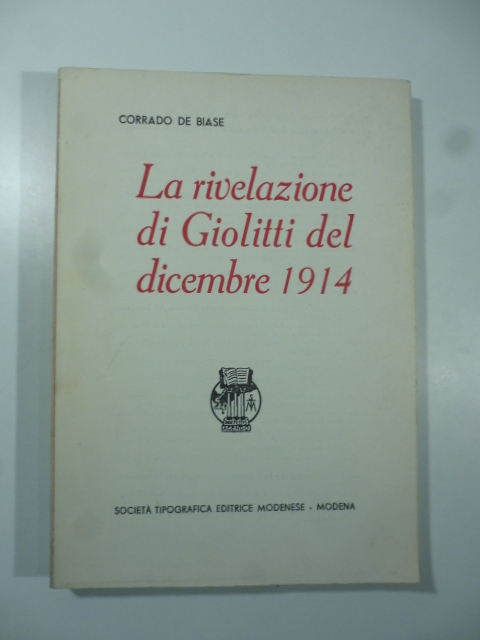 CORRADO DE BIASE
La rivelazione
di Giolitti del
dicembre 1914
SOCIETÀ TIPOGRAFICA EDITRICE MODENESE - MODENA